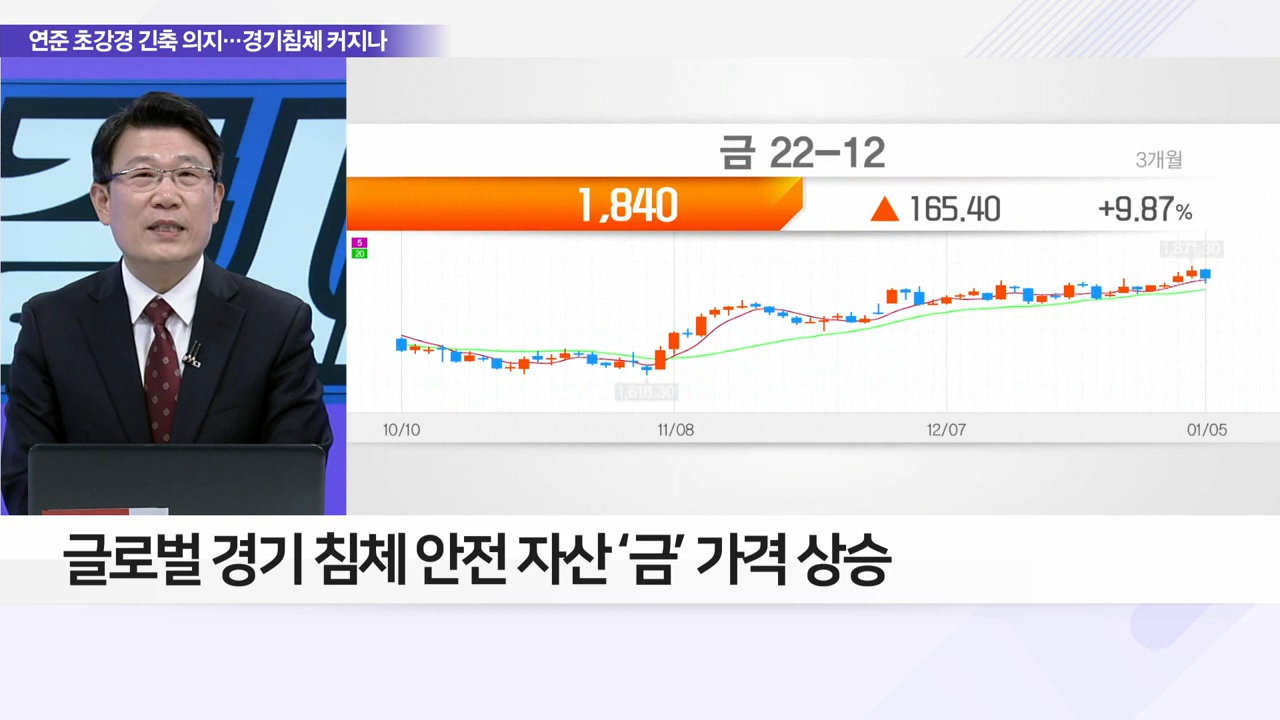 연준 초강경 긴축 의지…경기침체 커지나
금 22-12
3개월
1,840 ▲ 165.40 +9.87%
5
20
1,871.30
1,610.30
10/10 11/08 12/07 01/05
글로벌 경기 침체 안전 자산 ‘금’ 가격 상승